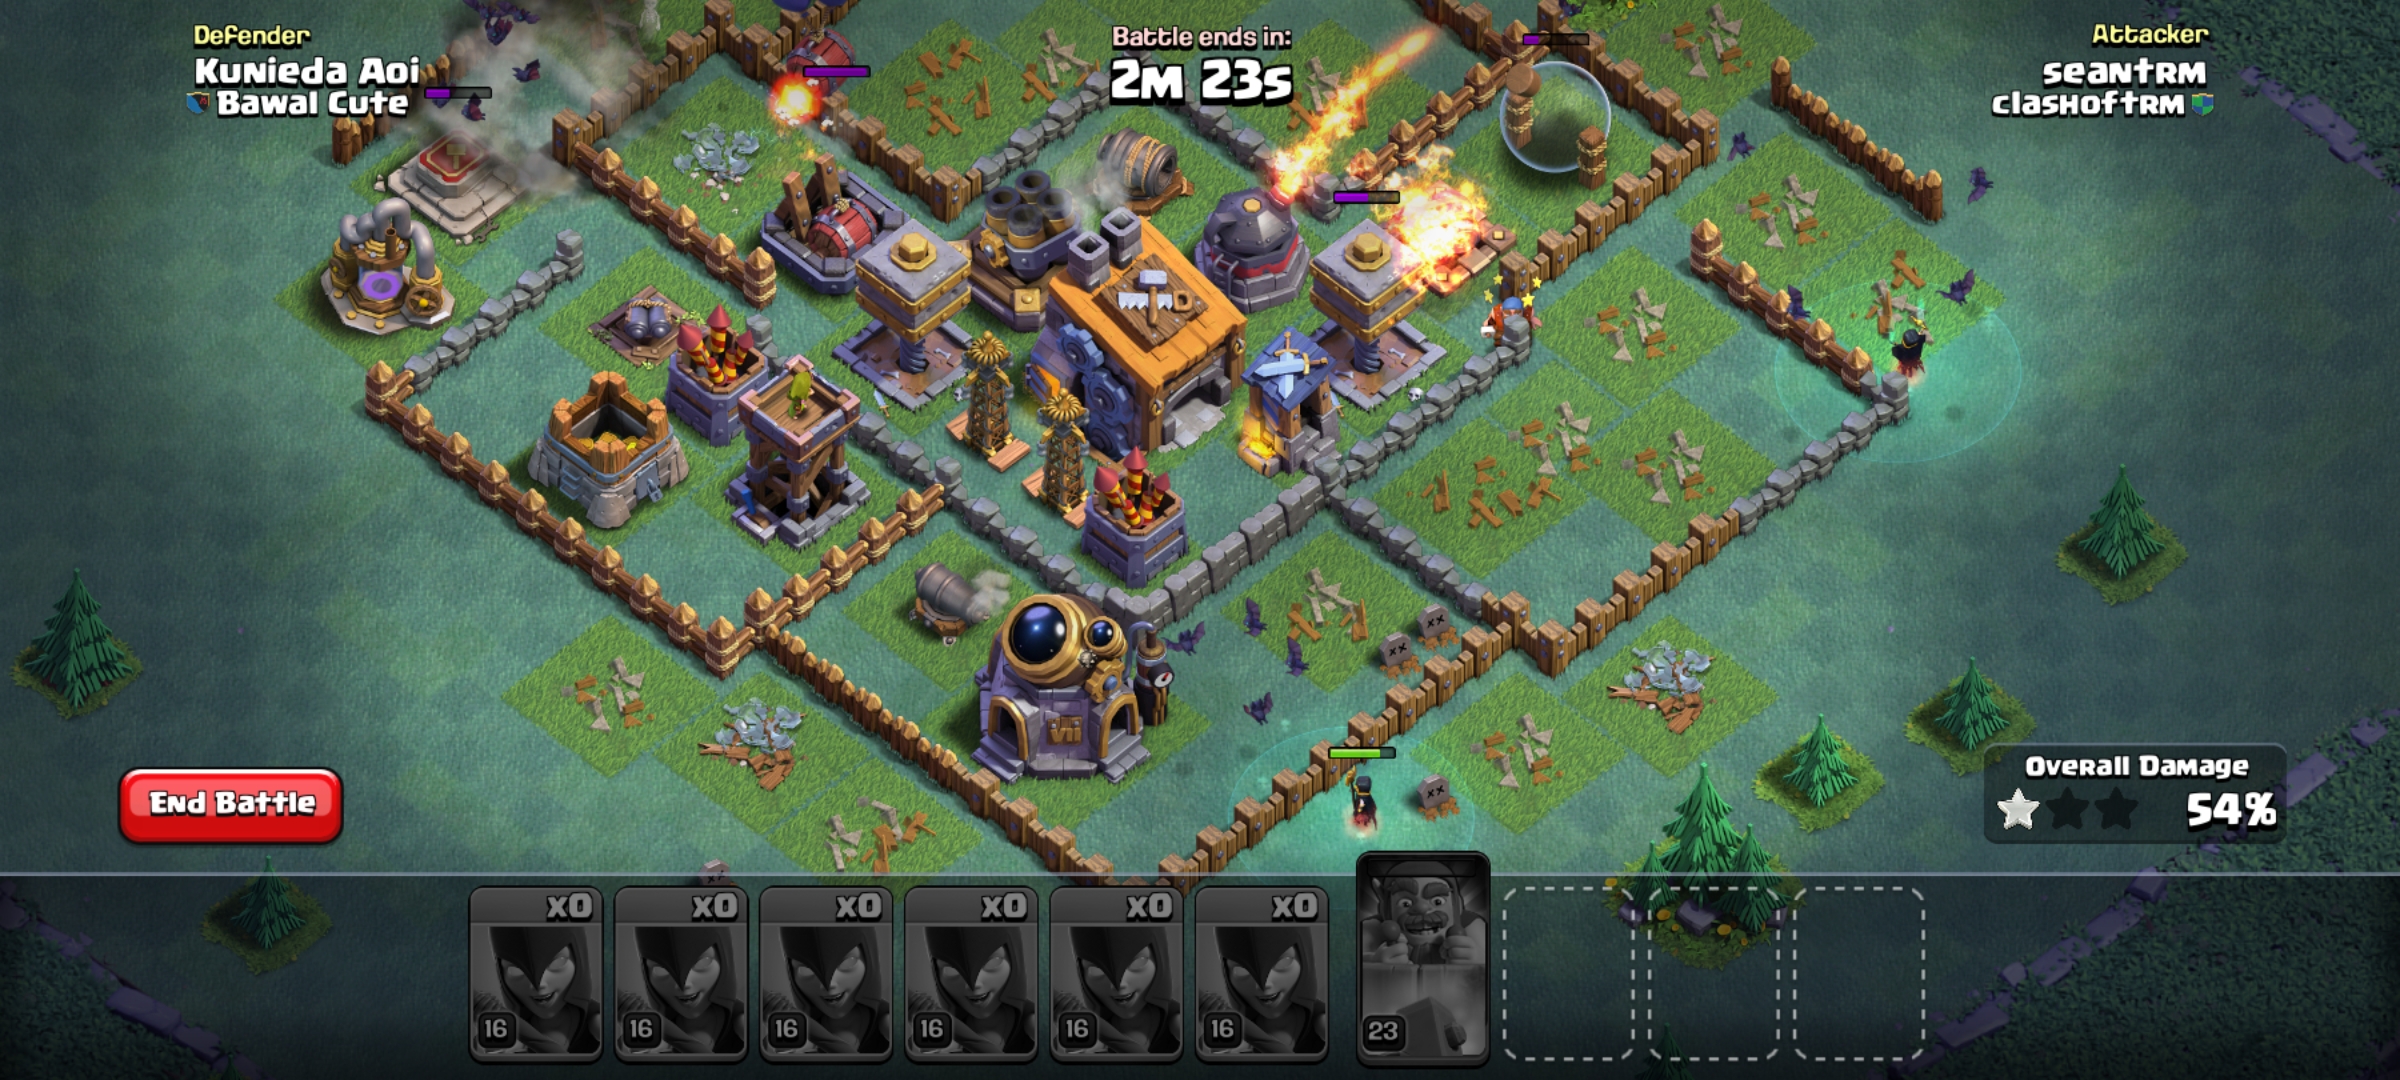 Defender
Kunieda Aoi
Bawal Cute
Battle ends in:
2M 23s
Attacker
seantRM
clashoftRM
VII
End Battle
Overall Damage
54%
x0
x0
x0
x0
x0
x0
16
16
16
16
16
16
23